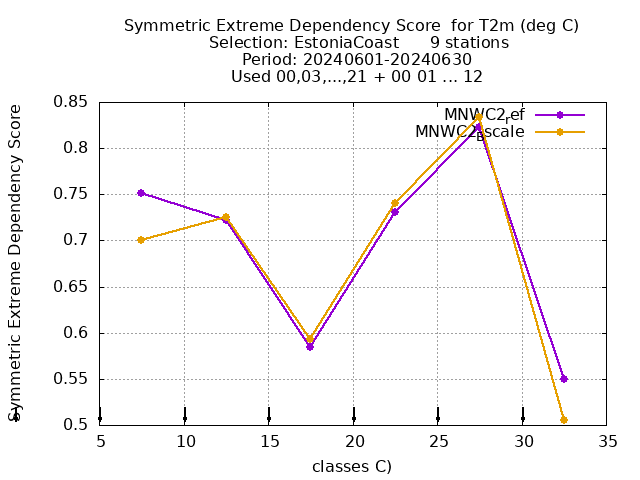 Symmetric Extreme Dependency Score  for T2m (deg C)
Selection: EstoniaCoast      9 stations
Period: 20240601-20240630
Used 00,03,...,21 + 00 01 ... 12
Symmetric Extreme Dependency Score
0.85
0.8
0.75
0.7
0.65
0.6
0.55
0.5
MNWC2ref
MNWC2Escale
5
10
15
20
25
30
35
classes C)